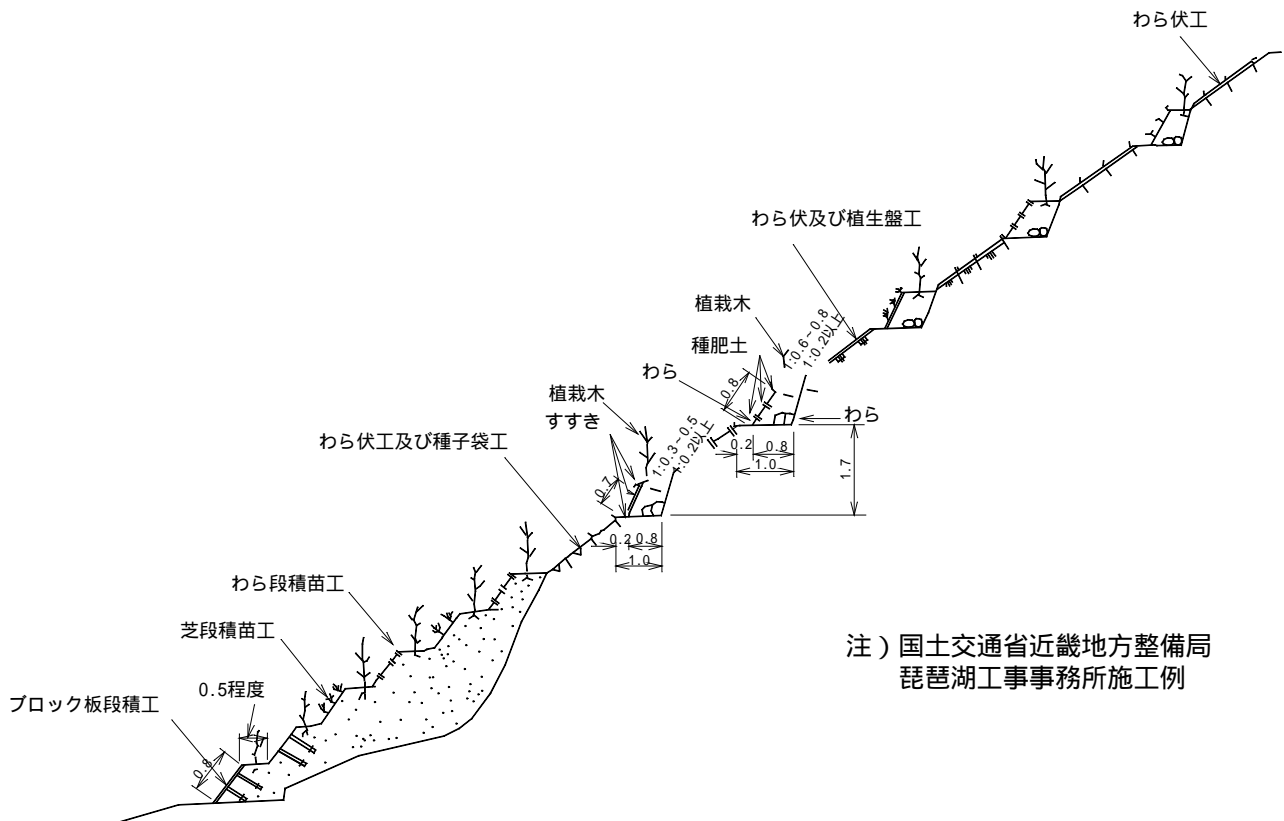 わら伏工
わら伏及び植生盤工
植栽木
種肥土
わら
1:0.6~0.8
1:0.2以上
0.8
わら
0.2
0.8
1.0
1.7
植栽木
すすき
1:0.3~0.5
1:0.2以上
0.7
わら伏工及び種子袋工
0.2
0.8
1.0
わら段積苗工
芝段積苗工
0.5程度
ブロック板段積工
0.8
注）国土交通省近畿地方整備局
琵琶湖工事事務所施工例